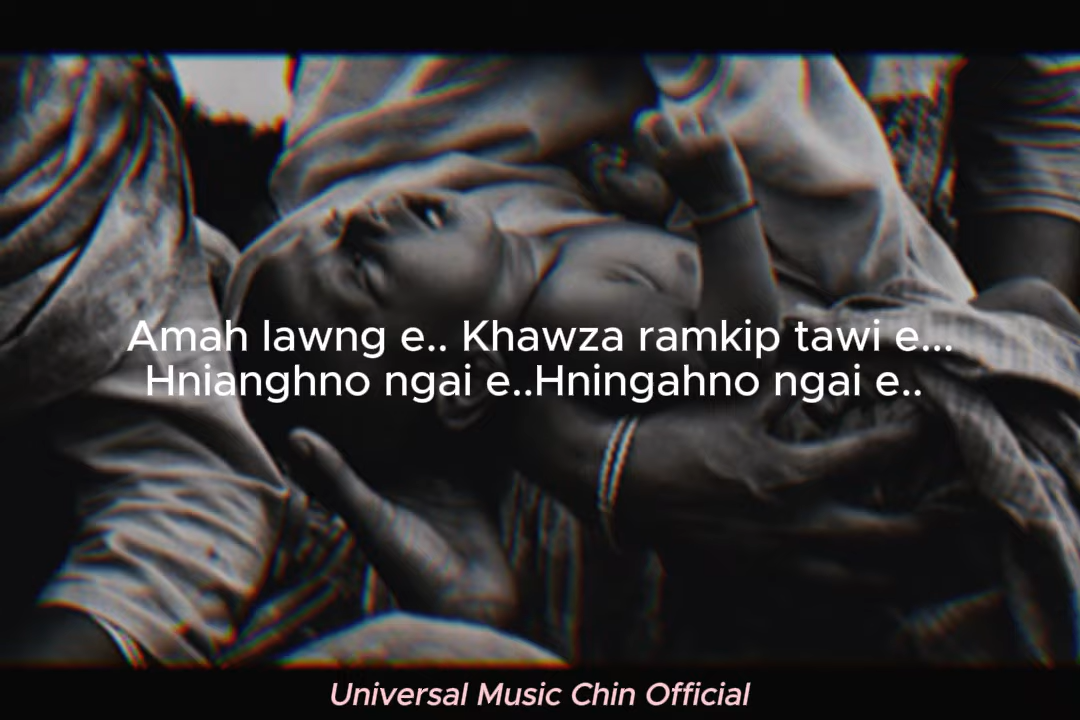 Amah lawng e.. Khawza ramkip tawi e...
Hnianghno ngai e..Hningahno ngai e..
Universal Music Chin Official